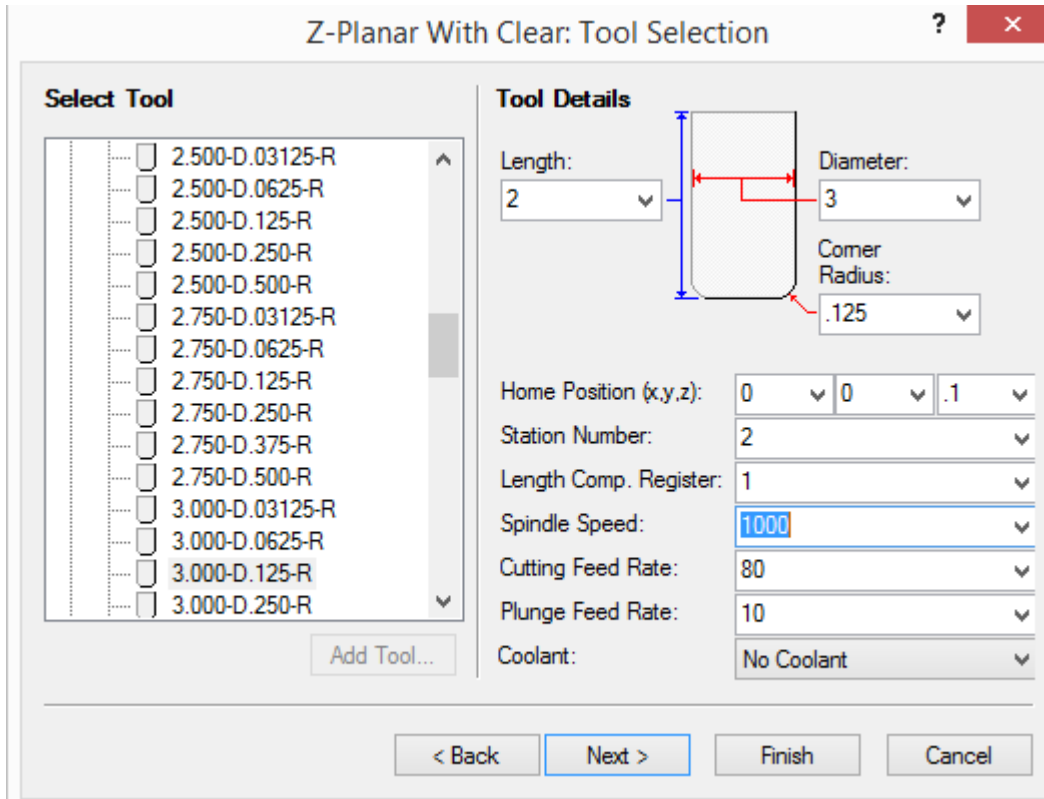 Z-Planar With Clear: Tool Selection ? ×
Select Tool
2.500-D.03125-R
2.500-D.0625-R
2.500-D.125-R
2.500-D.250-R
2.500-D.500-R
2.750-D.03125-R
2.750-D.0625-R
2.750-D.125-R
2.750-D.250-R
2.750-D.375-R
2.750-D.500-R
3.000-D.03125-R
3.000-D.0625-R
3.000-D.125-R
3.000-D.250-R
Add Tool...
Tool Details
Length:
2
Diameter:
3
Corner
Radius:
.125
Home Position (x,y,z): 0 0 .1
Station Number: 2
Length Comp. Register: 1
Spindle Speed: 1000
Cutting Feed Rate: 80
Plunge Feed Rate: 10
Coolant: No Coolant
< Back Next > Finish Cancel